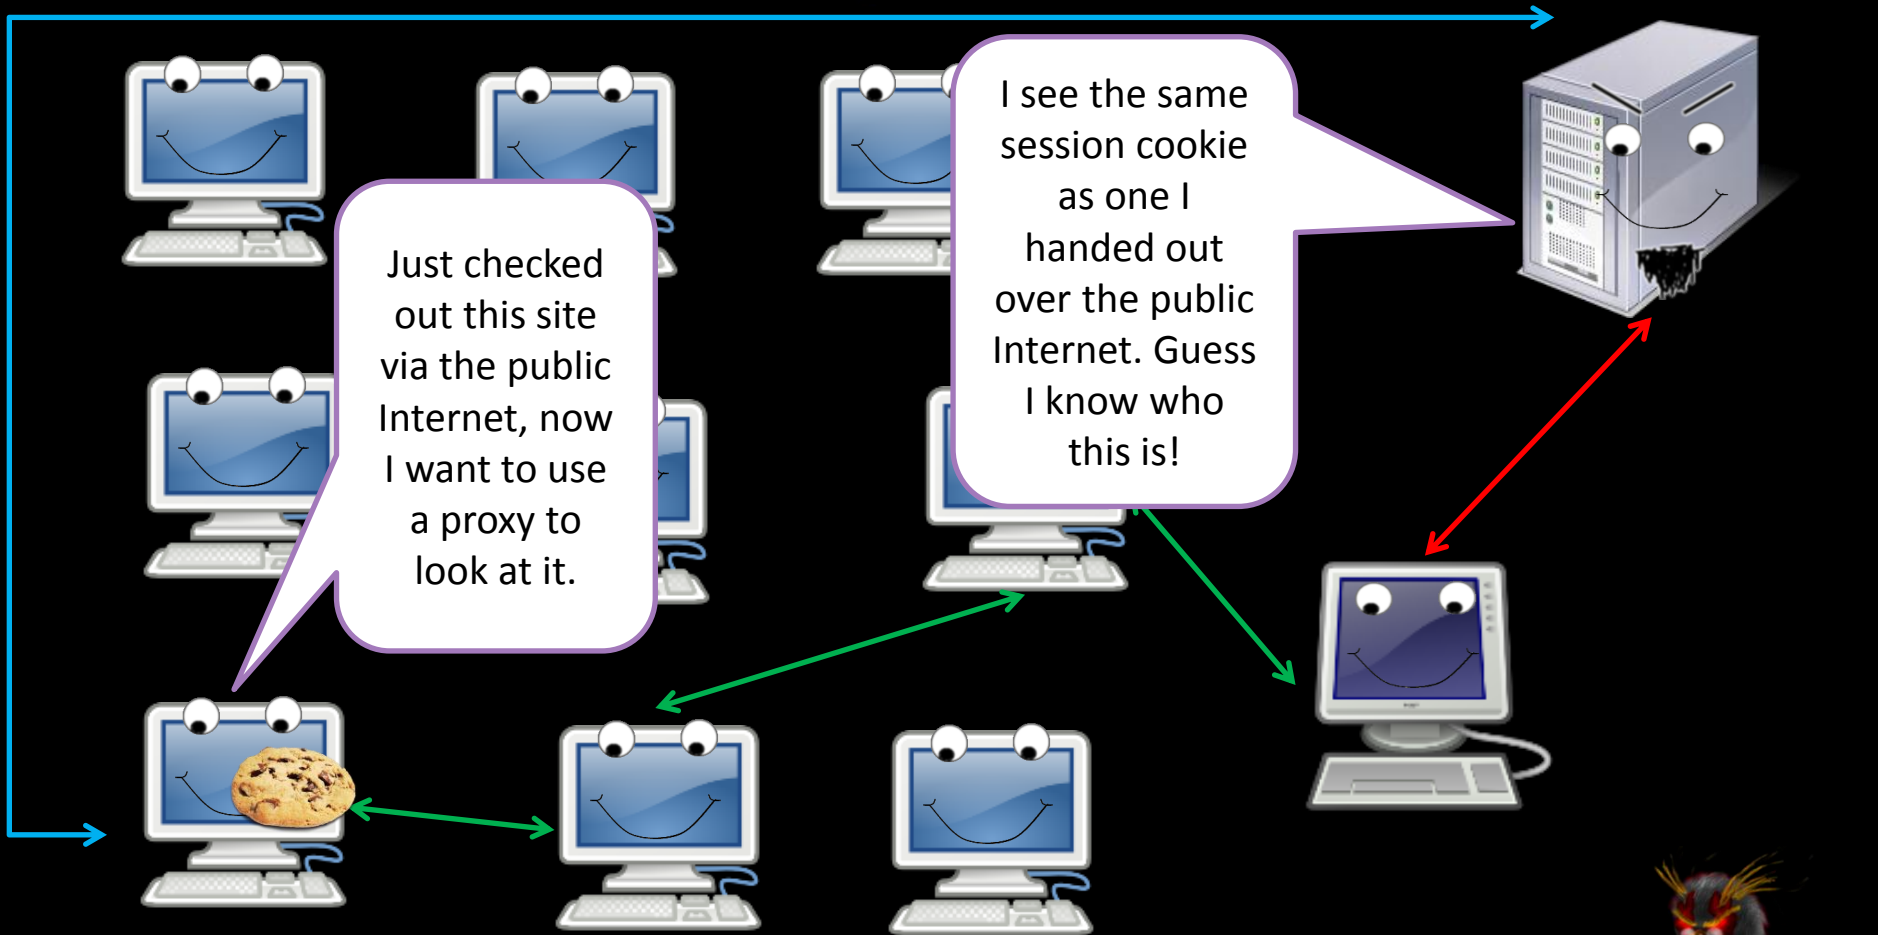 Just checked
out this site
via the public
Internet, now
I want to use
a proxy to
look at it.
I see the same
session cookie
as one I
handed out
over the public
Internet. Guess
I know who
this is!